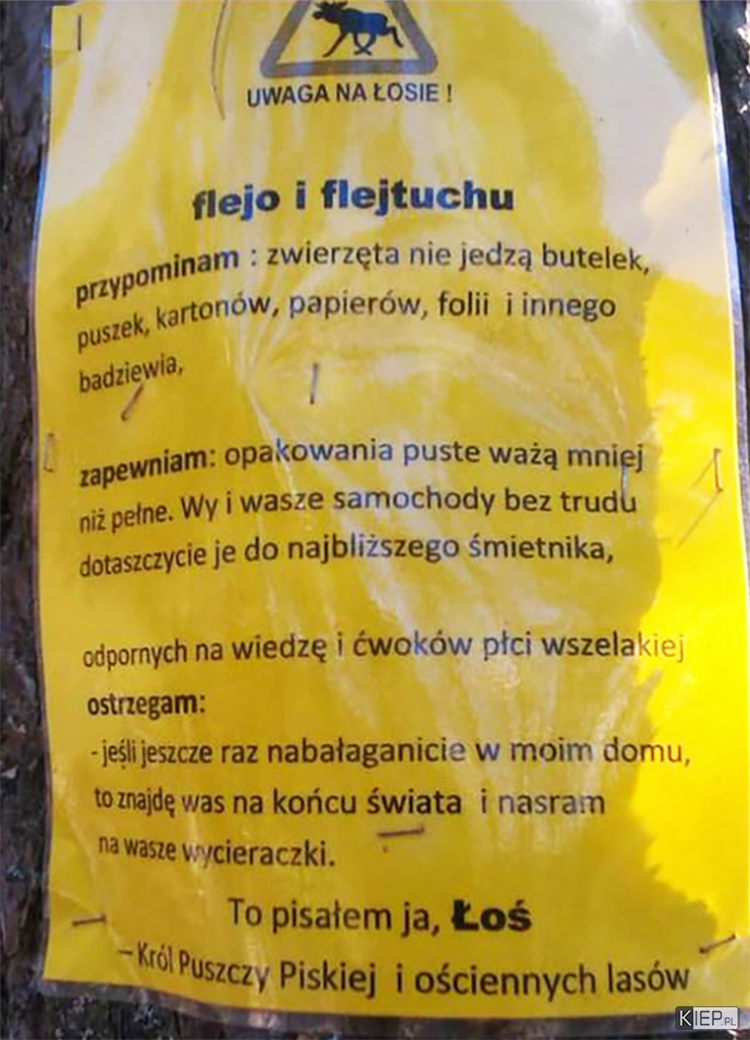 UWAGA NA ŁOSIE !
flejo i flejtuchu
przypominam : zwierzęta nie jedzą butelek,
puszek, kartonów, papierów, folii i innego
badziewia,
zapewniam: opakowania puste ważą mniej
niż pełne. Wy i wasze samochody bez trudu
dotaszczycie je do najbliższego śmietnika,
odpornych na wiedzę i ćwoków płci wszelakiej
ostrzegam:
- jeśli jeszcze raz nabałaganicie w moim domu,
to znajdę was na końcu świata i nasram
na wasze wycieraczki.
To pisałem ja, Łoś
– Król Puszczy Piskiej i ościennych lasów
KIEP.PL